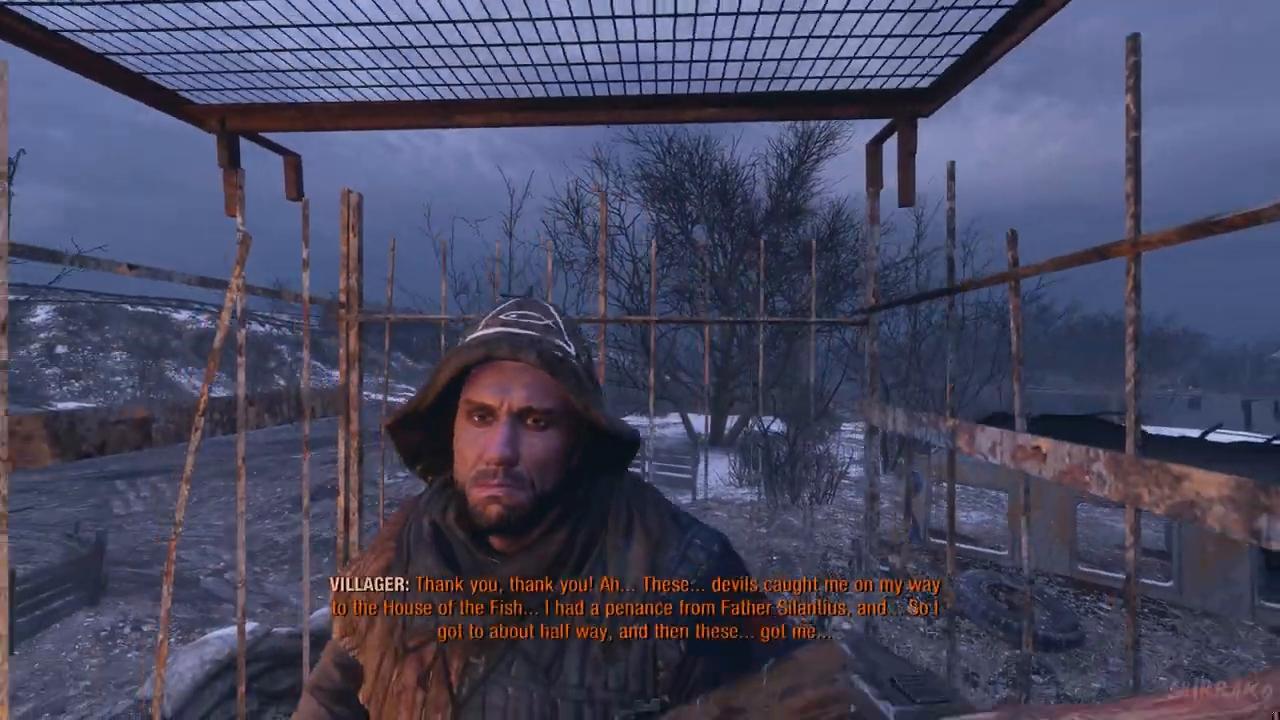 VILLAGER: Thank you, thank you! Ah... These... devils caught me on my way
to the House of the Fish... I had a penance from Father Silantius, and... So I
got to about half way, and then these... got me...